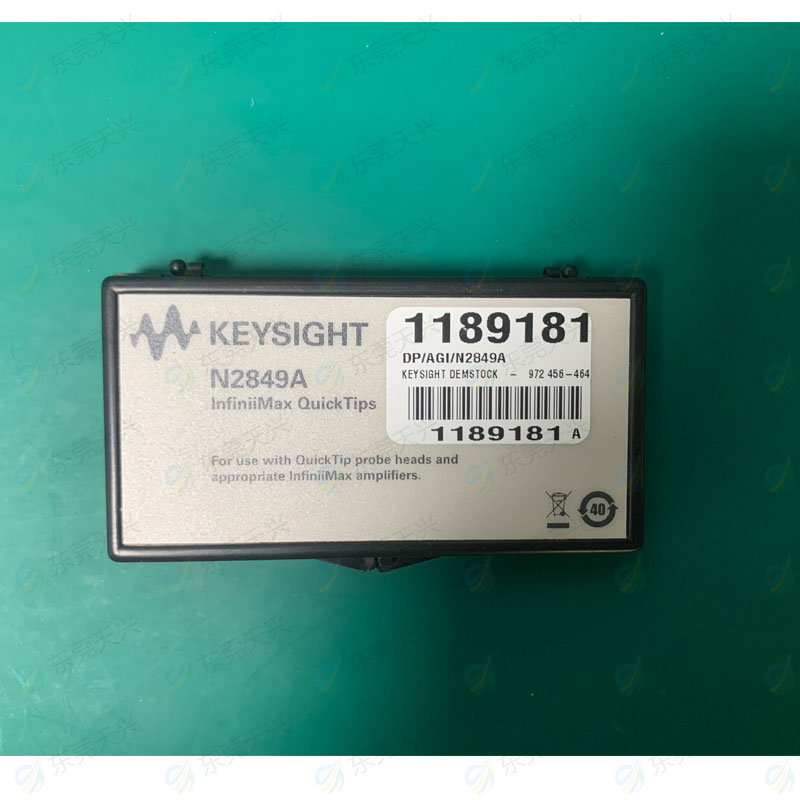 KEYSIGHT
N2849A
InfiniiMax QuickTips
1189181
DP/AGI/N2849A
KEYSIGHT DEMSTOCK - 972 456-464
1189181 A
For use with QuickTip probe heads and
appropriate InfiniiMax amplifiers.
40
东莞天兴